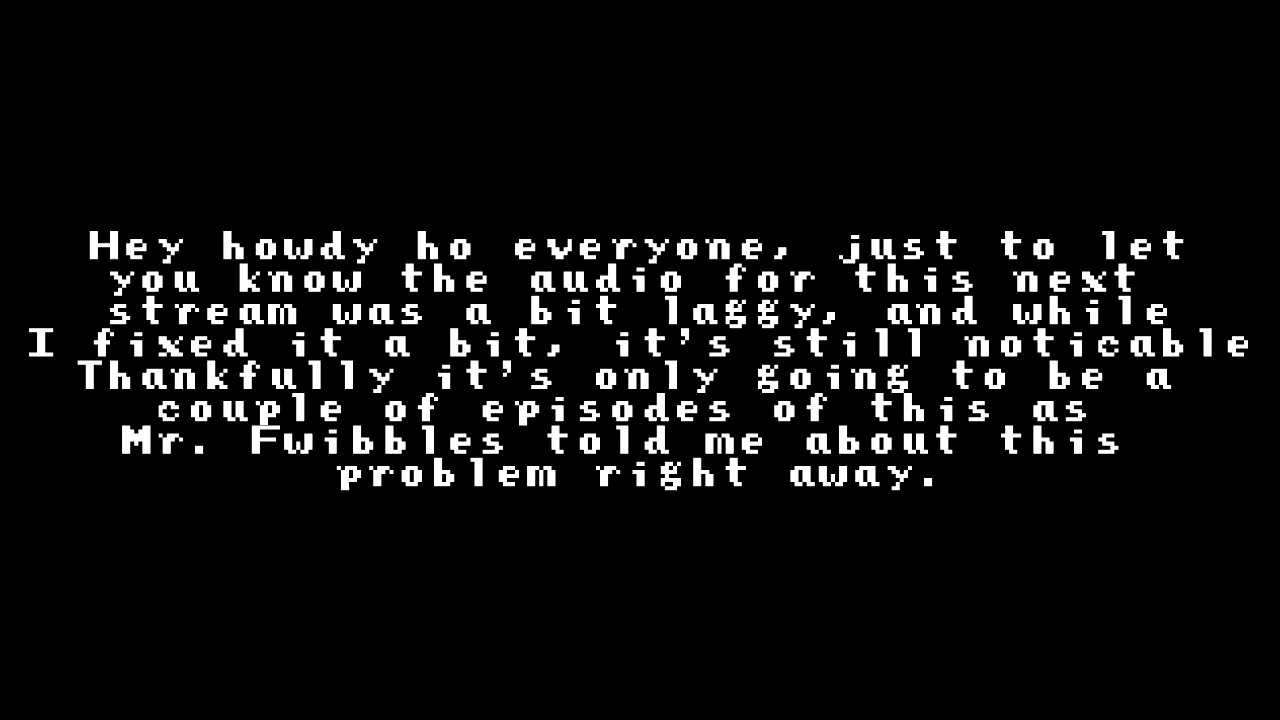 Hey howdy ho everyone, just to let
you know the audio for this next
stream was a bit laggy, and while
I fixed it a bit, it's still noticable
Thankfully it's only going to be a
couple of episodes of this as
Mr. Fwibbles told me about this
problem right away.